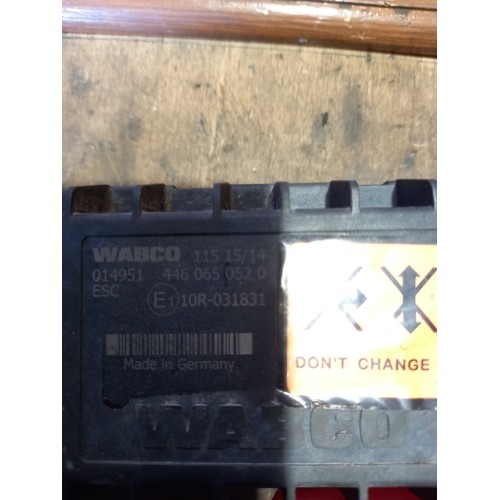 WABCO 115 15/14
014951 446 065 052 0
ESC
E1 10R-031831
Made in Germany
DON'T CHANGE
WABCO